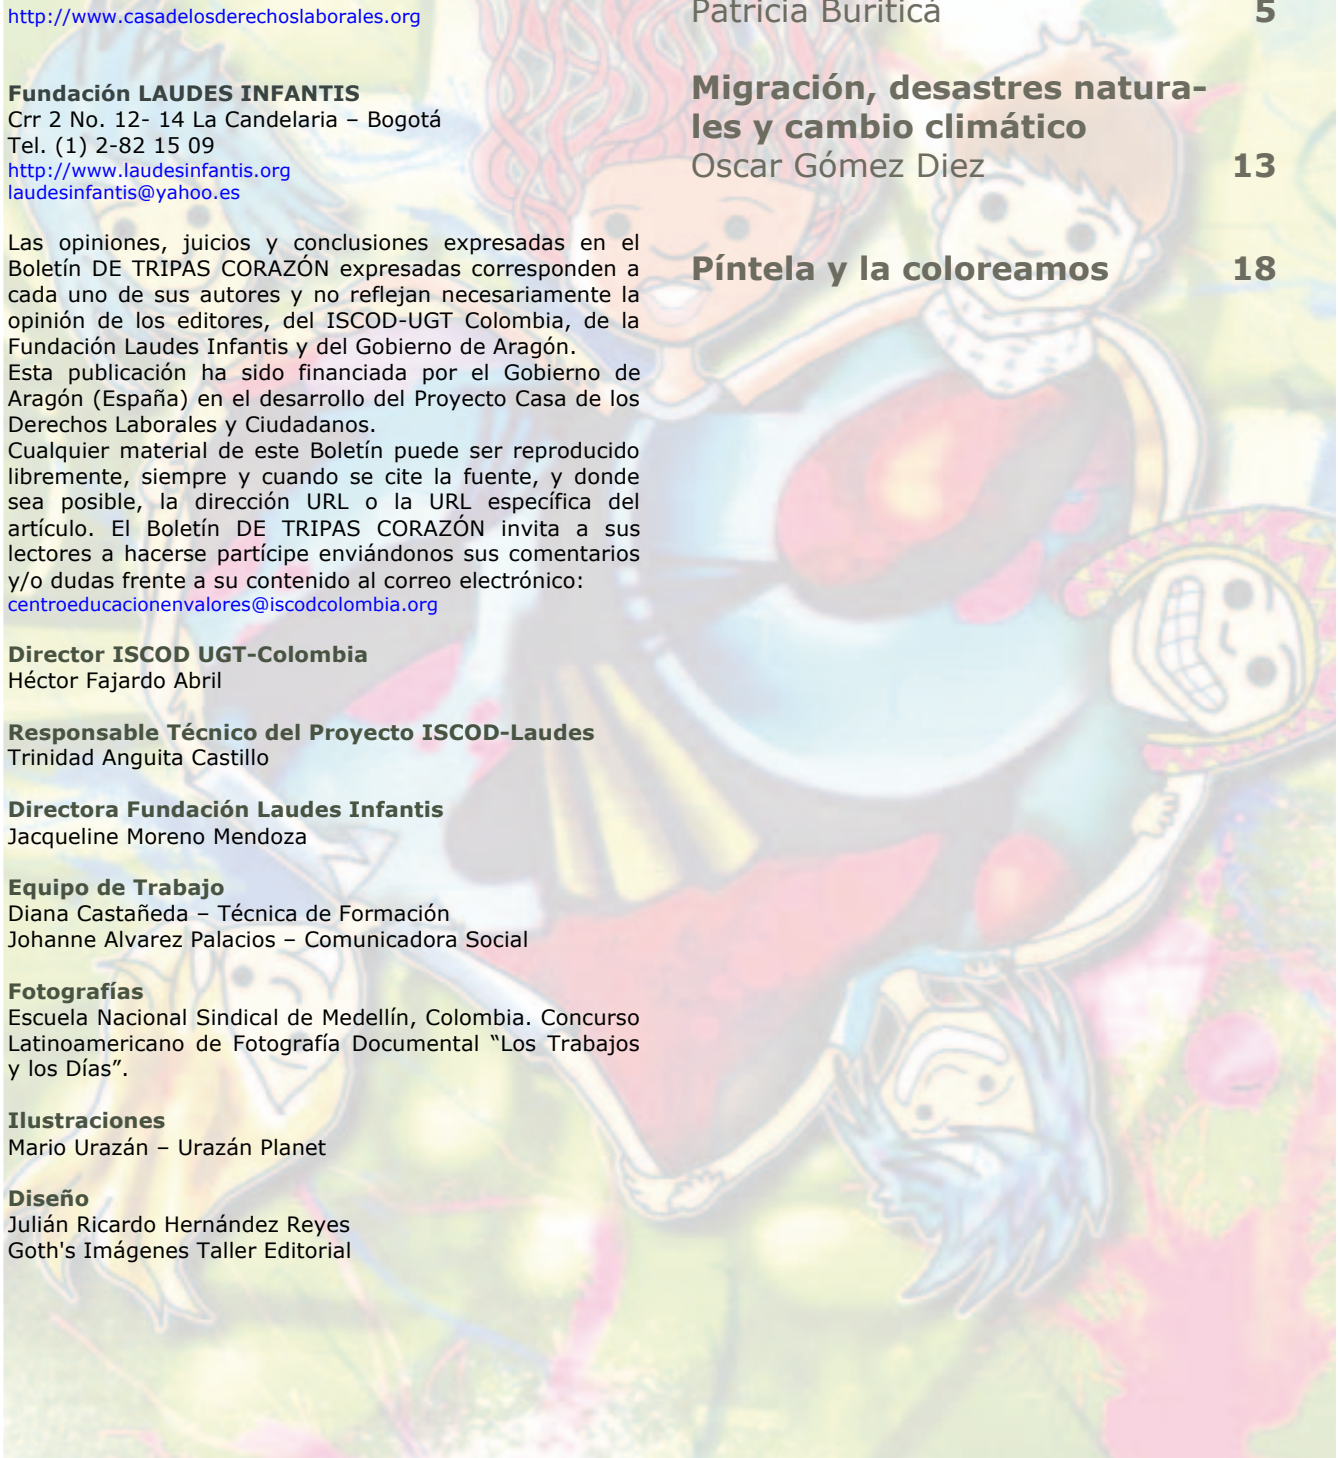 http://www.casadelosderechoslaborales.org
Fundación LAUDES INFANTIS
Crr 2 No. 12- 14 La Candelaria – Bogotá
Tel. (1) 2-82 15 09
http://www.laudesinfantis.org
laudesinfantis@yahoo.es
Las opiniones, juicios y conclusiones expresadas en el
Boletín DE TRIPAS CORAZÓN expresadas corresponden a
cada uno de sus autores y no reflejan necesariamente la
opinión de los editores, del ISCOD-UGT Colombia, de la
Fundación Laudes Infantis y del Gobierno de Aragón.
Esta publicación ha sido financiada por el Gobierno de
Aragón (España) en el desarrollo del Proyecto Casa de los
Derechos Laborales y Ciudadanos.
Cualquier material de este Boletín puede ser reproducido
libremente, siempre y cuando se cite la fuente, y donde
sea posible, la dirección URL o la URL específica del
artículo. El Boletín DE TRIPAS CORAZÓN invita a sus
lectores a hacerse partícipe enviándonos sus comentarios
y/o dudas frente a su contenido al correo electrónico:
centroeducacionenvalores@iscodcolombia.org
Director ISCOD UGT-Colombia
Héctor Fajardo Abril
Responsable Técnico del Proyecto ISCOD-Laudes
Trinidad Anguita Castillo
Directora Fundación Laudes Infantis
Jacqueline Moreno Mendoza
Equipo de Trabajo
Diana Castañeda – Técnica de Formación
Johanne Alvarez Palacios – Comunicadora Social
Fotografías
Escuela Nacional Sindical de Medellín, Colombia. Concurso
Latinoamericano de Fotografía Documental “Los Trabajos
y los Días”.
Ilustraciones
Mario Urazán – Urazán Planet
Diseño
Julián Ricardo Hernández Reyes
Goth's Imágenes Taller Editorial
Patricia Buriticá 5
Migración, desastres natura-
les y cambio climático
Oscar Gómez Diez 13
Píntela y la coloreamos 18